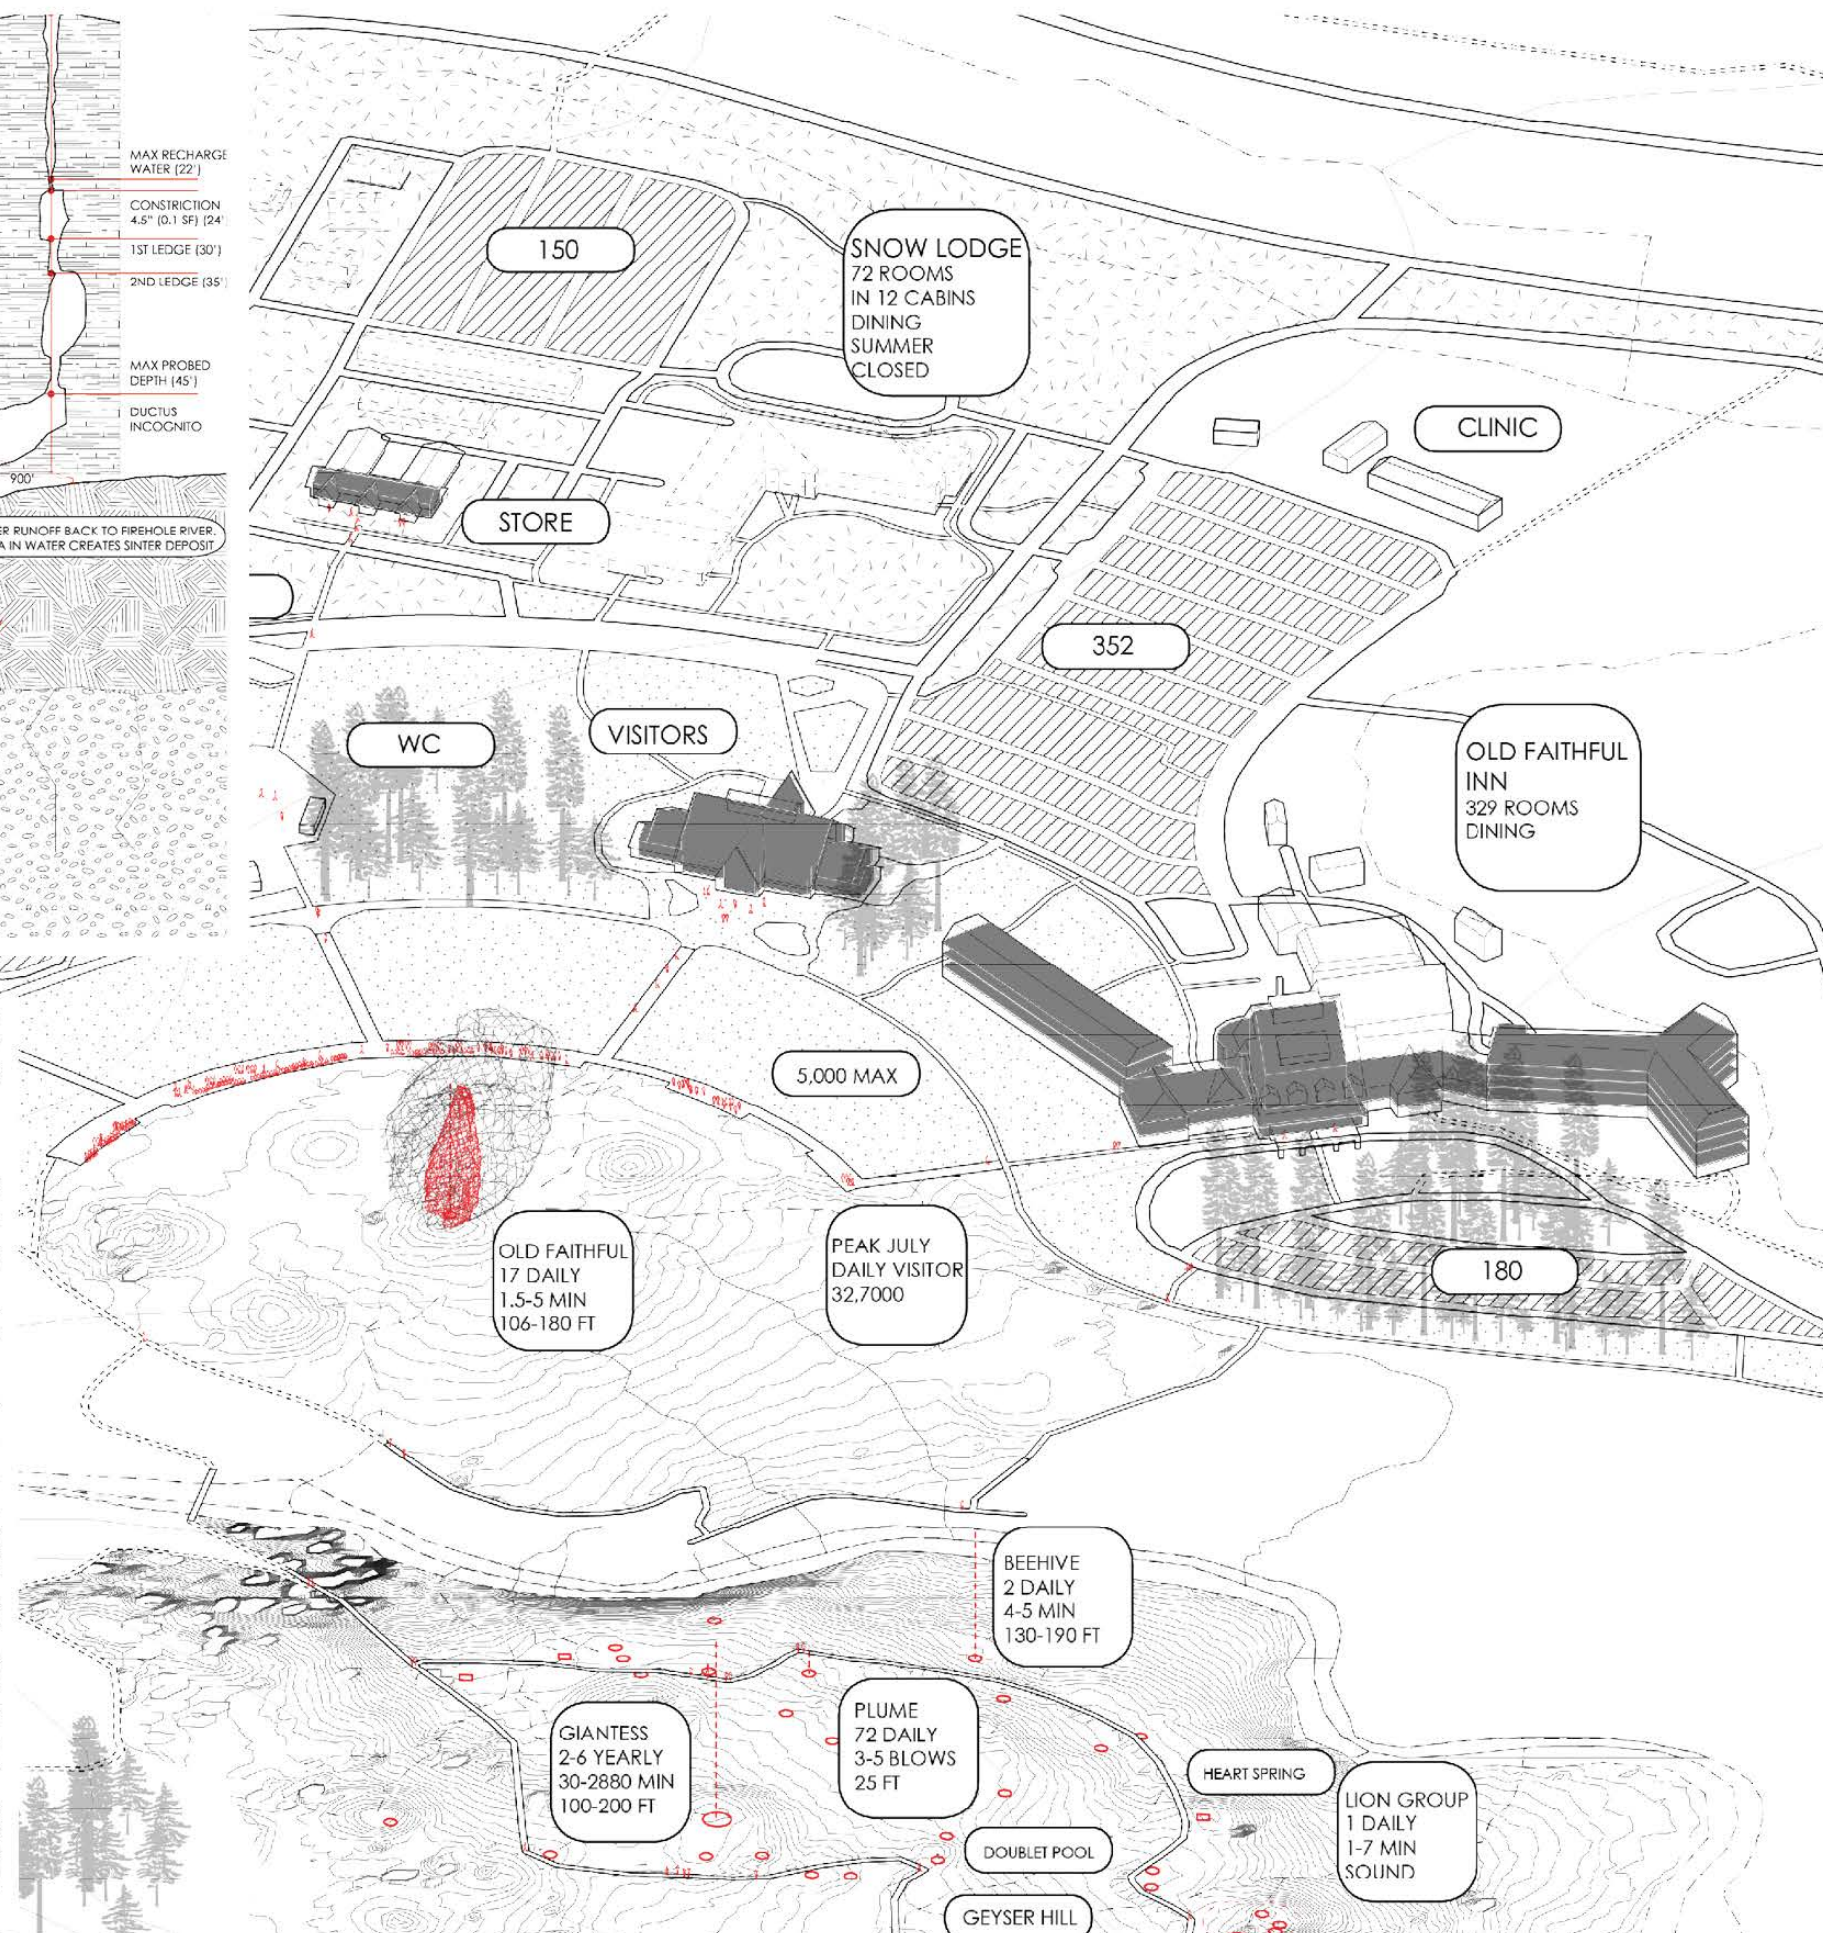 MAX RECHARGE
WATER (22')
CONSTRICTION
4.5" (0.1 SF) (24'
1ST LEDGE (30')
2ND LEDGE (35'
MAX PROBED
DEPTH (45')
DUCTUS
INCOGNITO
900'
ER RUNOFF BACK TO FIREHOLE RIVER.
A IN WATER CREATES SINTER DEPOSIT
150
SNOW LODGE
72 ROOMS
IN 12 CABINS
DINING
SUMMER
CLOSED
CLINIC
STORE
352
WC
VISITORS
OLD FAITHFUL
INN
329 ROOMS
DINING
5,000 MAX
OLD FAITHFUL
17 DAILY
1.5-5 MIN
106-180 FT
PEAK JULY
DAILY VISITOR
32,7000
180
BEEHIVE
2 DAILY
4-5 MIN
130-190 FT
GIANTESS
2-6 YEARLY
30-2880 MIN
100-200 FT
PLUME
72 DAILY
3-5 BLOWS
25 FT
HEART SPRING
LION GROUP
1 DAILY
1-7 MIN
SOUND
DOUBLET POOL
GEYSER HILL